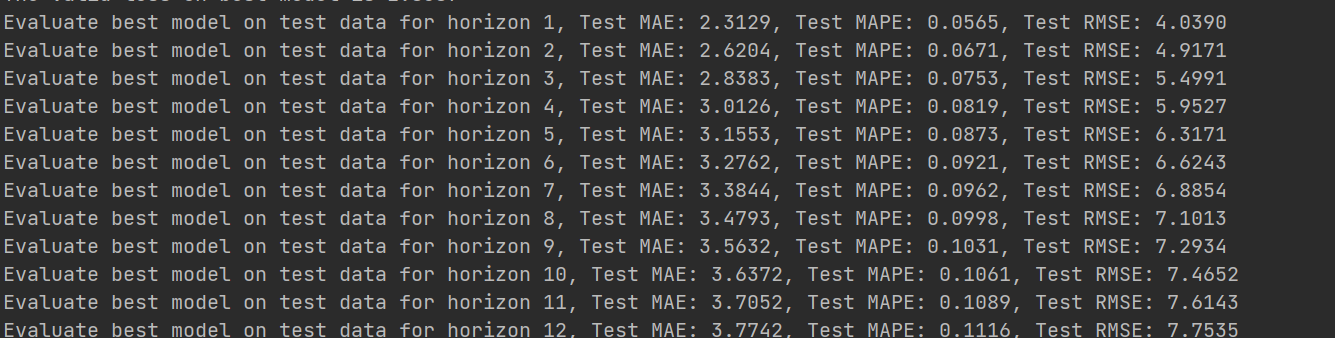 Evaluate best model on test data for horizon 1, Test MAE: 2.3129, Test MAPE: 0.0565, Test RMSE: 4.0390
Evaluate best model on test data for horizon 2, Test MAE: 2.6204, Test MAPE: 0.0671, Test RMSE: 4.9171
Evaluate best model on test data for horizon 3, Test MAE: 2.8383, Test MAPE: 0.0753, Test RMSE: 5.4991
Evaluate best model on test data for horizon 4, Test MAE: 3.0126, Test MAPE: 0.0819, Test RMSE: 5.9527
Evaluate best model on test data for horizon 5, Test MAE: 3.1553, Test MAPE: 0.0873, Test RMSE: 6.3171
Evaluate best model on test data for horizon 6, Test MAE: 3.2762, Test MAPE: 0.0921, Test RMSE: 6.6243
Evaluate best model on test data for horizon 7, Test MAE: 3.3844, Test MAPE: 0.0962, Test RMSE: 6.8854
Evaluate best model on test data for horizon 8, Test MAE: 3.4793, Test MAPE: 0.0998, Test RMSE: 7.1013
Evaluate best model on test data for horizon 9, Test MAE: 3.5632, Test MAPE: 0.1031, Test RMSE: 7.2934
Evaluate best model on test data for horizon 10, Test MAE: 3.6372, Test MAPE: 0.1061, Test RMSE: 7.4652
Evaluate best model on test data for horizon 11, Test MAE: 3.7052, Test MAPE: 0.1089, Test RMSE: 7.6143
Evaluate best model on test data for horizon 12, Test MAE: 3.7742, Test MAPE: 0.1116, Test RMSE: 7.7535